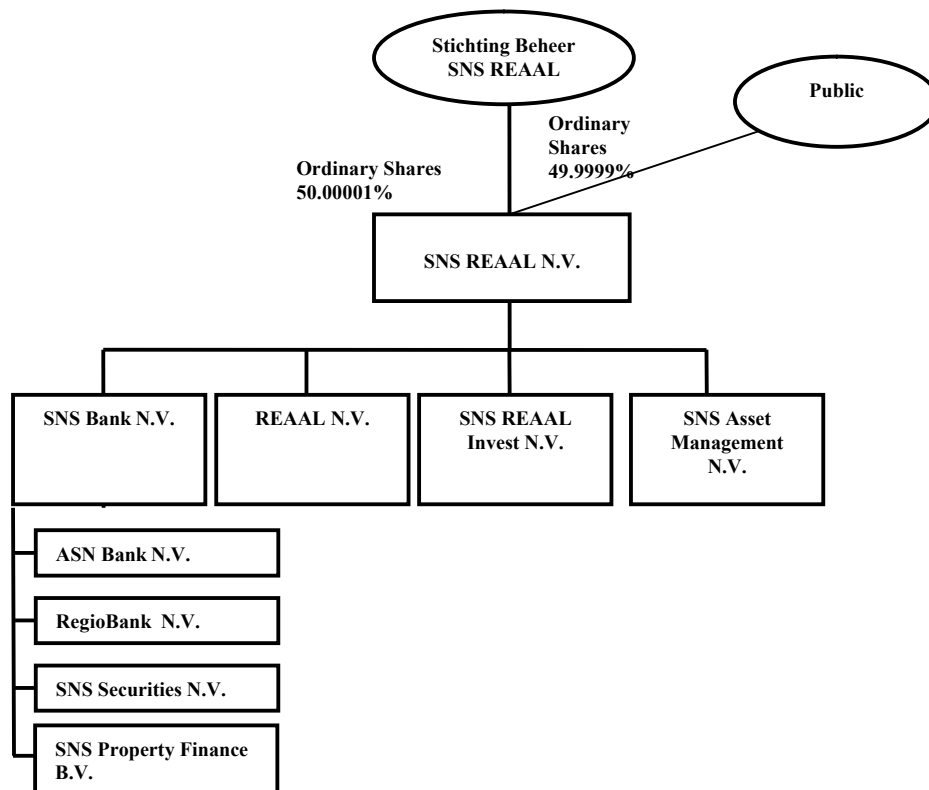 Stichting Beheer
SNS REAAL
Public
Ordinary
Shares
49.9999%
Ordinary Shares
50.00001%
SNS REAAL N.V.
SNS Bank N.V.
REAAL N.V.
SNS REAAL
Invest N.V.
SNS Asset
Management
N.V.
ASN Bank N.V.
RegioBank N.V.
SNS Securities N.V.
SNS Property Finance
B.V.